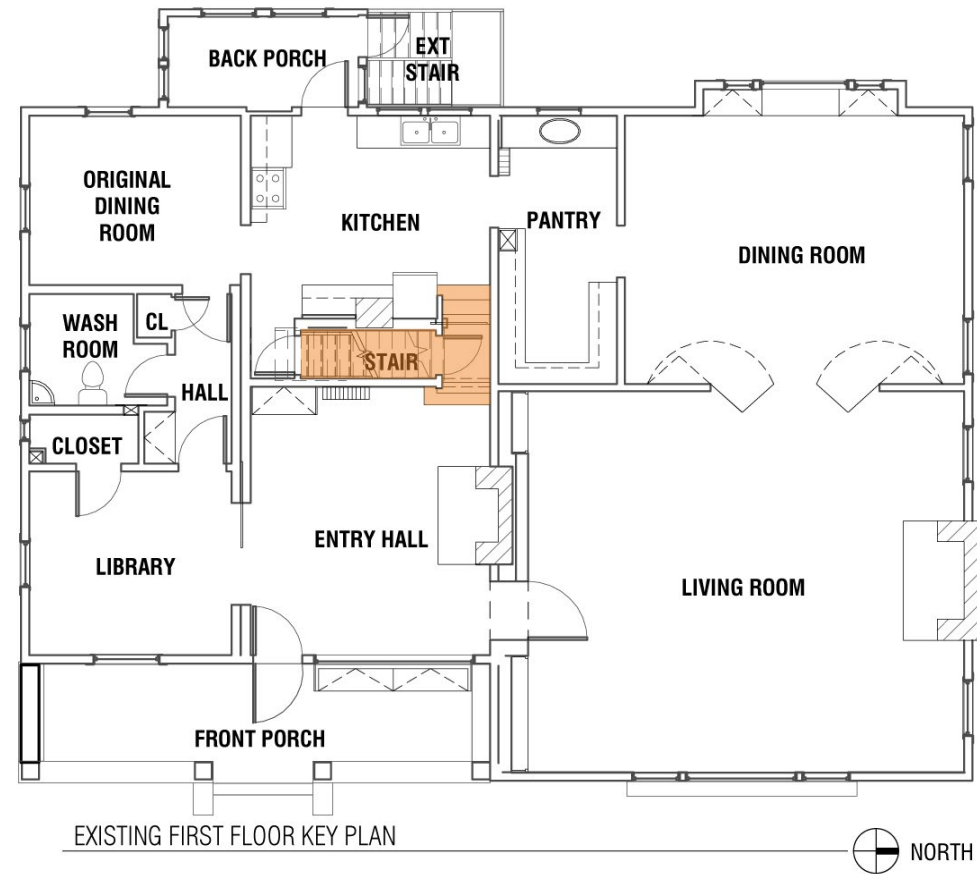 BACK PORCH
EXT
STAIR
ORIGINAL
DINING
ROOM
KITCHEN
PANTRY
DINING ROOM
WASH
ROOM
CL
STAIR
HALL
CLOSET
ENTRY HALL
LIBRARY
LIVING ROOM
FRONT PORCH
EXISTING FIRST FLOOR KEY PLAN
NORTH